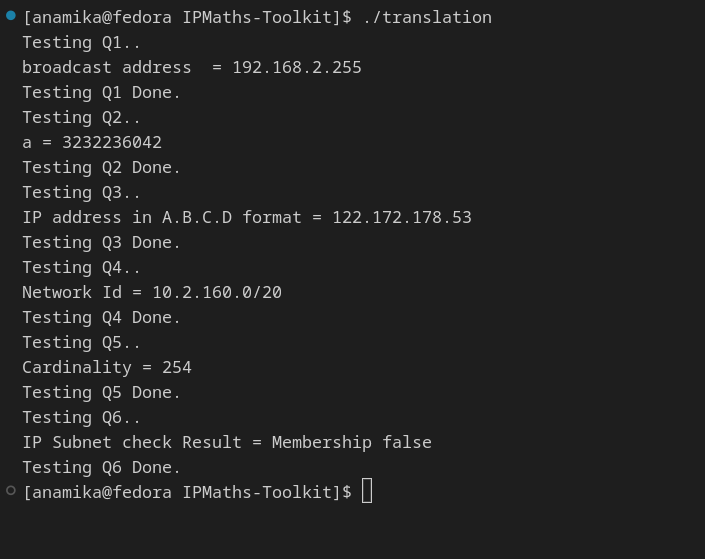 [anamika@fedora IPMaths-Toolkit]$ ./translation
Testing Q1..
broadcast address  = 192.168.2.255
Testing Q1 Done.
Testing Q2..
a = 3232236042
Testing Q2 Done.
Testing Q3..
IP address in A.B.C.D format = 122.172.178.53
Testing Q3 Done.
Testing Q4..
Network Id = 10.2.160.0/20
Testing Q4 Done.
Testing Q5..
Cardinality = 254
Testing Q5 Done.
Testing Q6..
IP Subnet check Result = Membership false
Testing Q6 Done.
[anamika@fedora IPMaths-Toolkit]$